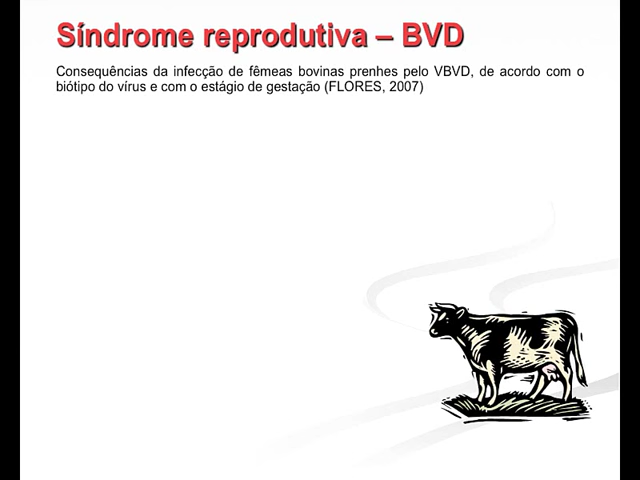 Síndrome reprodutiva – BVD
Consequências da infecção de fêmeas bovinas prenhes pelo VBVD, de acordo com o
biótipo do vírus e com o estágio de gestação (FLORES, 2007)